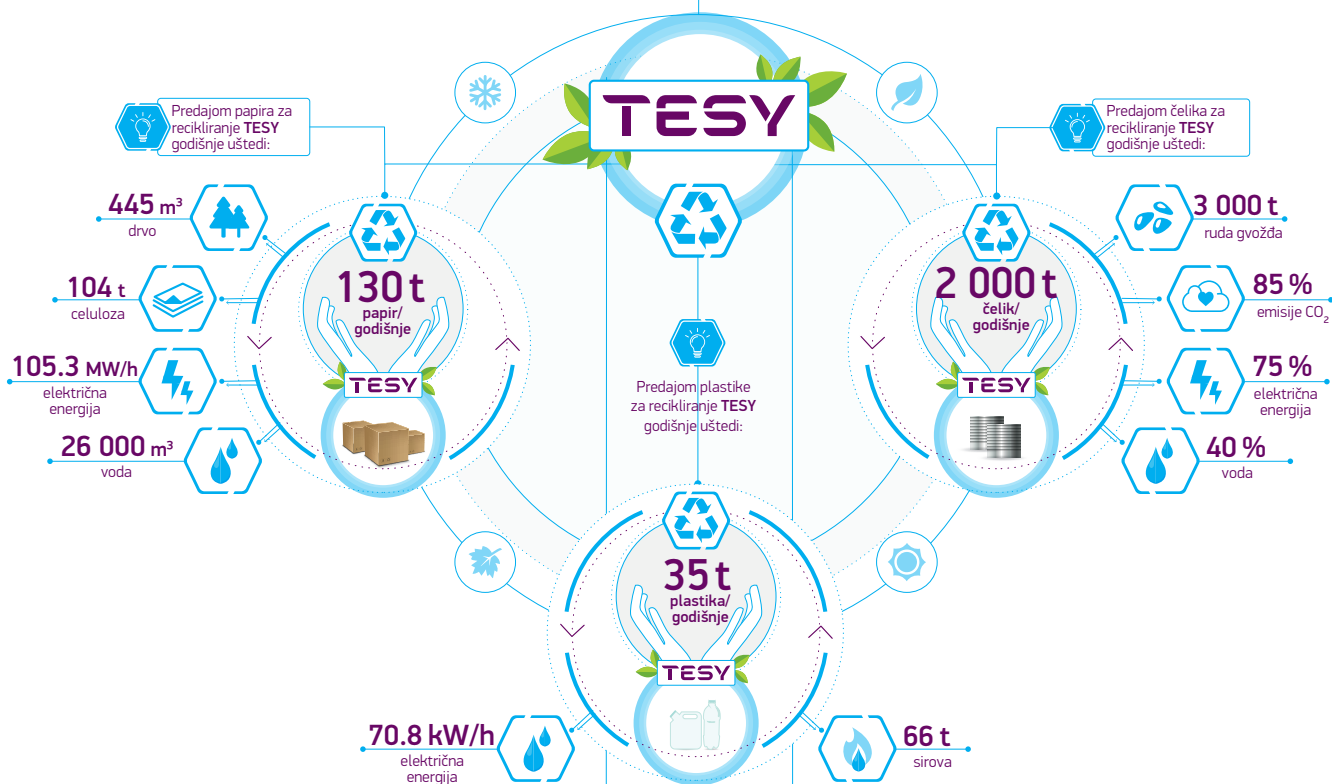 TESY
Predajom papira za
recikliranje TESY
godišnje uštedi:
445 m³
drvo
104 t
celuloza
105.3 MW/h
električna
energija
26 000 m³
voda
130 t
papir/
godišnje
TESY
Predajom plastike
za recikliranje TESY
godišnje uštedi:
35 t
plastika/
godišnje
TESY
70.8 kW/h
električna
energija
66 t
sirova
Predajom čelika za
recikliranje TESY
godišnje uštedi:
2 000 t
čelik/
godišnje
TESY
3 000 t
ruda gvožđa
85 %
emisije CO₂
75 %
električna
energija
40 %
voda